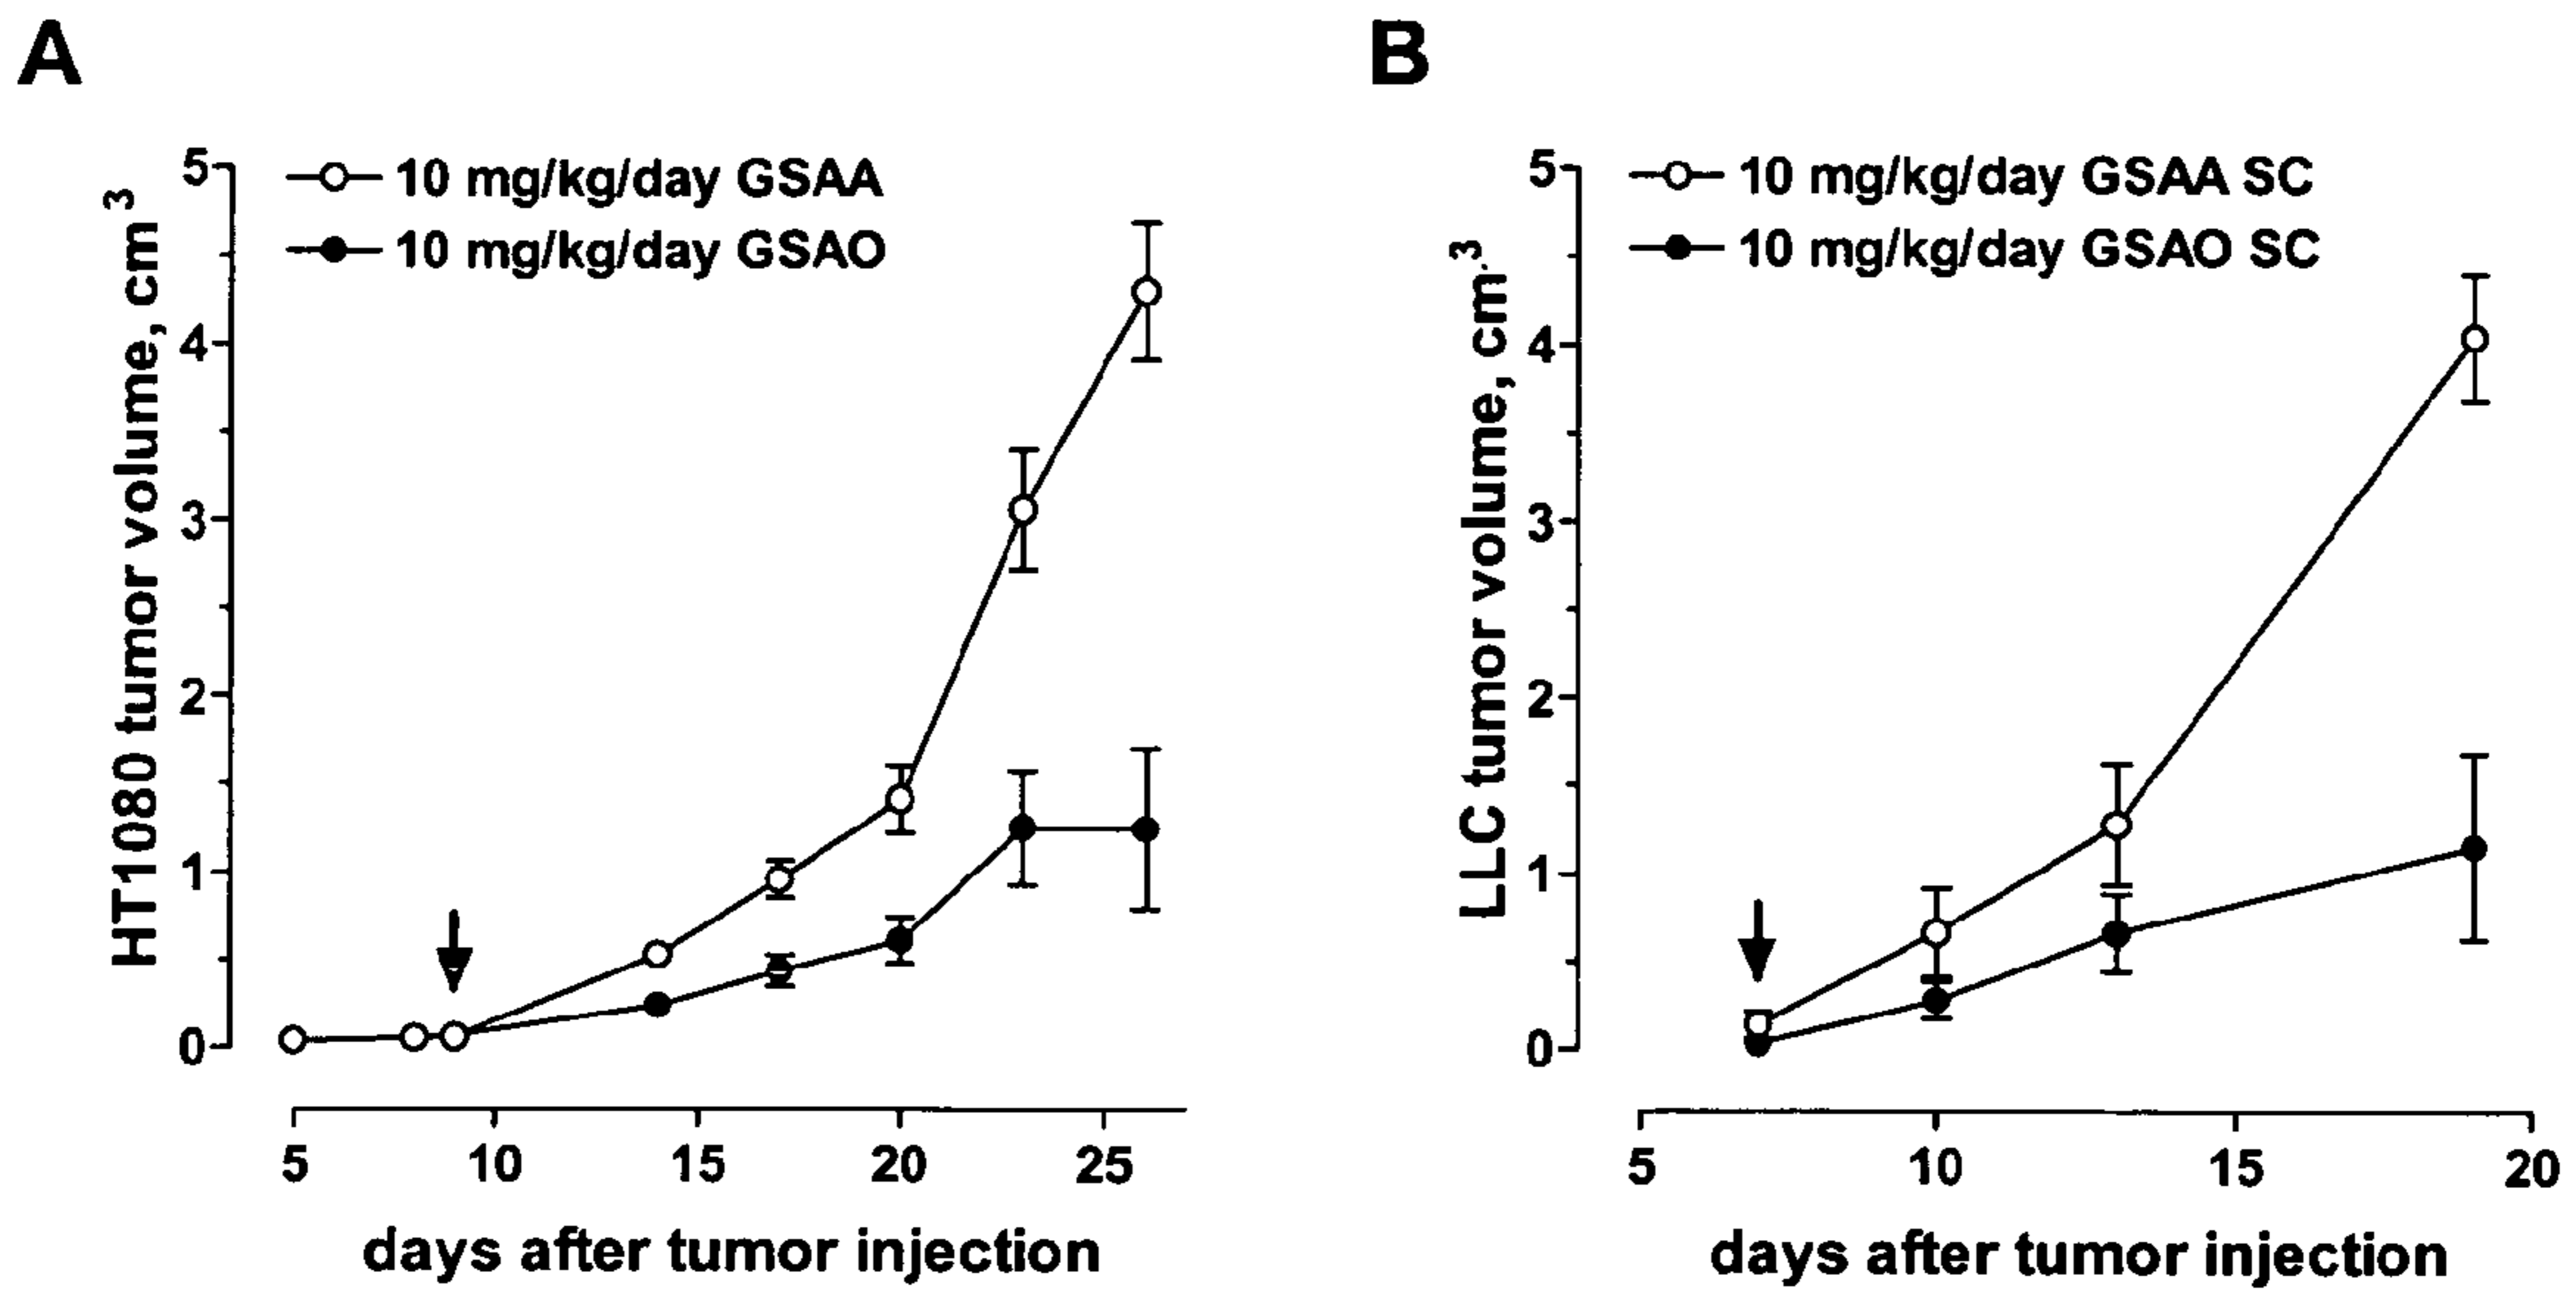 A
5
10 mg/kg/day GSAA
10 mg/kg/day GSAO
4
3
2
1
0
HT1080 tumor volume, cm3
5 10 15 20 25
days after tumor injection
B
5
10 mg/kg/day GSAA SC
10 mg/kg/day GSAO SC
4
3
2
1
0
LLC tumor volume, cm3
5 10 15 20
days after tumor injection